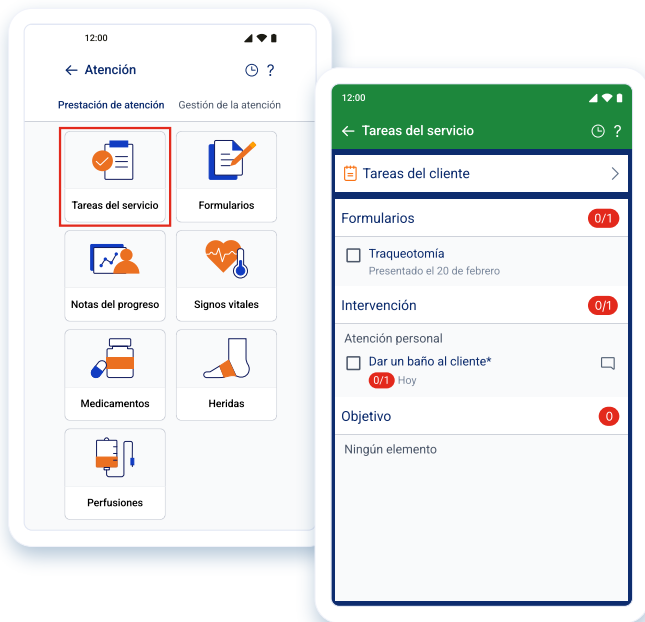 12:00
Atención
?
Prestación de atención Gestión de la atención
Tareas del servicio
Formularios
Notas del progreso
Signos vitales
Medicamentos
Heridas
Perfusiones
12:00
Tareas del servicio
?
Tareas del cliente
Formularios 0/1
Traqueotomía
Presentado el 20 de febrero
Intervención 0/1
Atención personal
Dar un baño al cliente*
0/1 Hoy
Objetivo 0
Ningún elemento